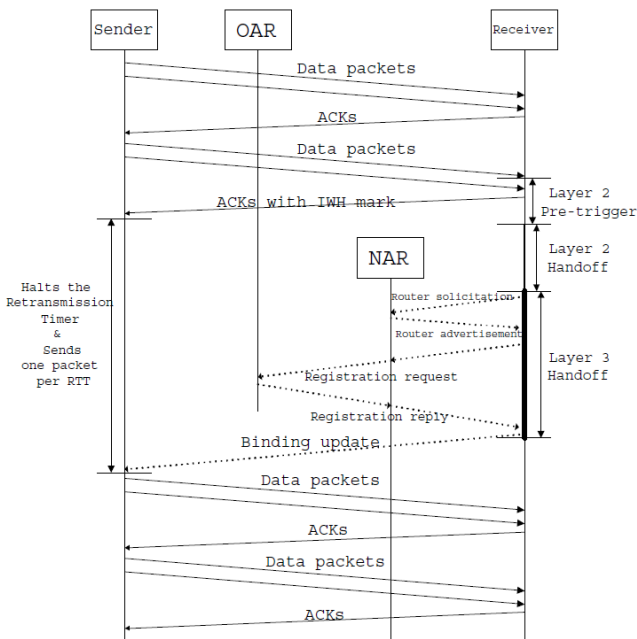 Sender
OAR
Receiver
Data packets
ACKs
Data packets
Layer 2
Pre-trigger
ACKs with IWH mark
NAR
Layer 2
Handoff
Halts the
Retransmission
Timer
&
Sends
one packet
per RTT
Router solicitation
Router advertisement
Layer 3
Handoff
Registration request
Registration reply
Binding update
Data packets
ACKs
Data packets
ACKs